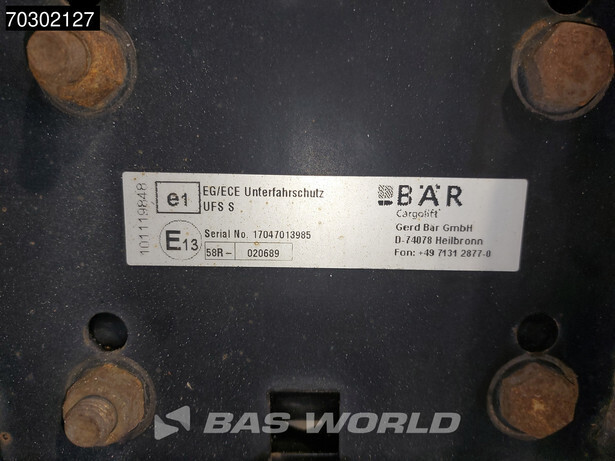 70302127
101119848
e1
EG/ECE Unterfahrschutz
UFS S
E13
Serial No. 17047013985
58R- 020689
BÄR
Cargolift
Gerd Bär GmbH
D-74078 Heilbronn
Fon: +49 7131 2877-0
BAS WORLD